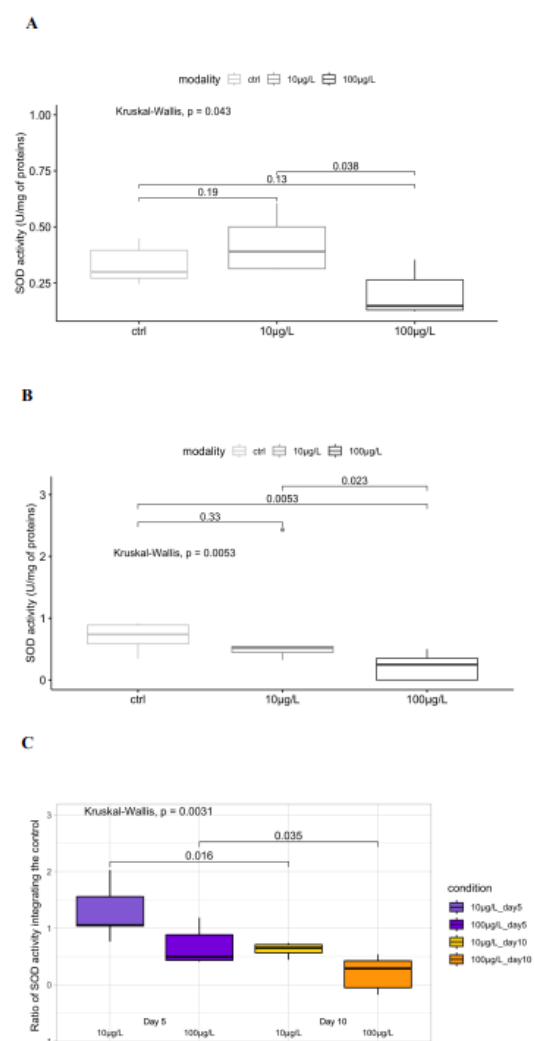 A
modality ctrl 10µg/L 100µg/L
Kruskal-Wallis, p = 0.043
SOD activity (U/mg of proteins)
1.00
0.75
0.50
0.25
0.038
0.13
0.19
ctrl 10µg/L 100µg/L
B
modality ctrl 10µg/L 100µg/L
SOD activity (U/mg of proteins)
3
2
1
0
0.023
0.0053
0.33
Kruskal-Wallis, p = 0.0053
ctrl 10µg/L 100µg/L
C
Ratio of SOD activity integrating the control
3
2
1
0
Kruskal-Wallis, p = 0.0031
0.035
0.016
condition
10µg/L_day5
100µg/L_day5
10µg/L_day10
100µg/L_day10
Day 5 Day 10
10µg/L 100µg/L 10µg/L 100µg/L